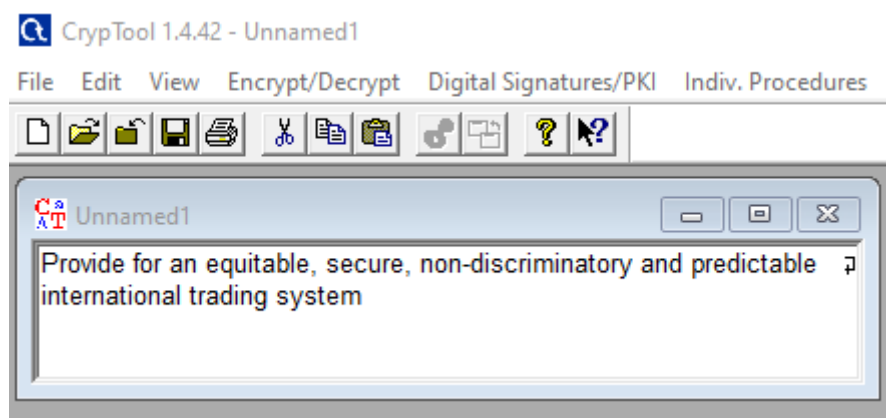 CrypTool 1.4.42 - Unnamed1
File Edit View Encrypt/Decrypt Digital Signatures/PKI Indiv. Procedures
Unnamed1
Provide for an equitable, secure, non-discriminatory and predictable
international trading system